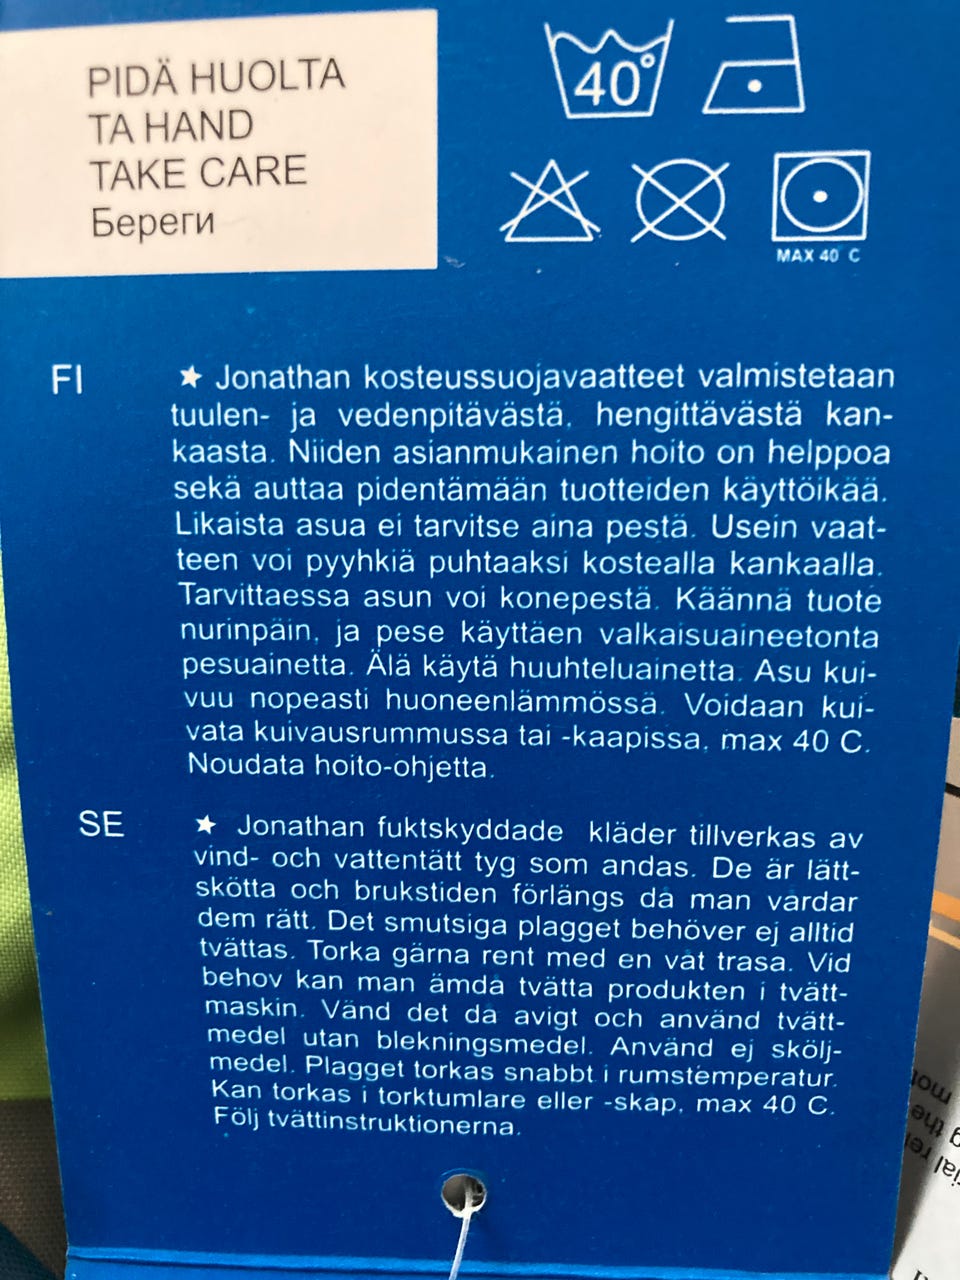 PIDÄ HUOLTA
TA HAND
TAKE CARE
Береги
40°
MAX 40 C
FI
★ Jonathan kosteussuojavaatteet valmistetaan
tuulen- ja vedenpitävästä, hengittävästä kan-
kaasta. Niiden asianmukainen hoito on helppoa
sekä auttaa pidentämään tuotteiden käyttöikää.
Likaista asua ei tarvitse aina pestä. Usein vaat-
teen voi pyyhkiä puhtaaksi kostealla kankaalla.
Tarvittaessa asun voi konepestä. Käännä tuote
nurinpäin, ja pese käyttäen valkaisuaineetonta
pesuainetta. Älä käytä huuhteluainetta. Asu kui-
vuu nopeasti huoneenlämmössä. Voidaan kui-
vata kuivausrummussa tai -kaapissa, max 40 C.
Noudata hoito-ohjetta.
SE
★ Jonathan fuktskyddade kläder tillverkas av
vind- och vattentätt tyg som andas. De är lätt-
skötta och brukstiden förlängs då man vårdar
dem rätt. Det smutsiga plagget behöver ej alltid
tvättas. Torka gärna rent med en våt trasa. Vid
behov kan man ämda tvätta produkten i tvätt-
maskin. Vänd det då avigt och använd tvätt-
medel utan blekningsmedel. Använd ej skölj-
medel. Plagget torkas snabbt i rumstemperatur.
Kan torkas i torktumlare eller -skap, max 40 C.
Följ tvättinstruktionerna.